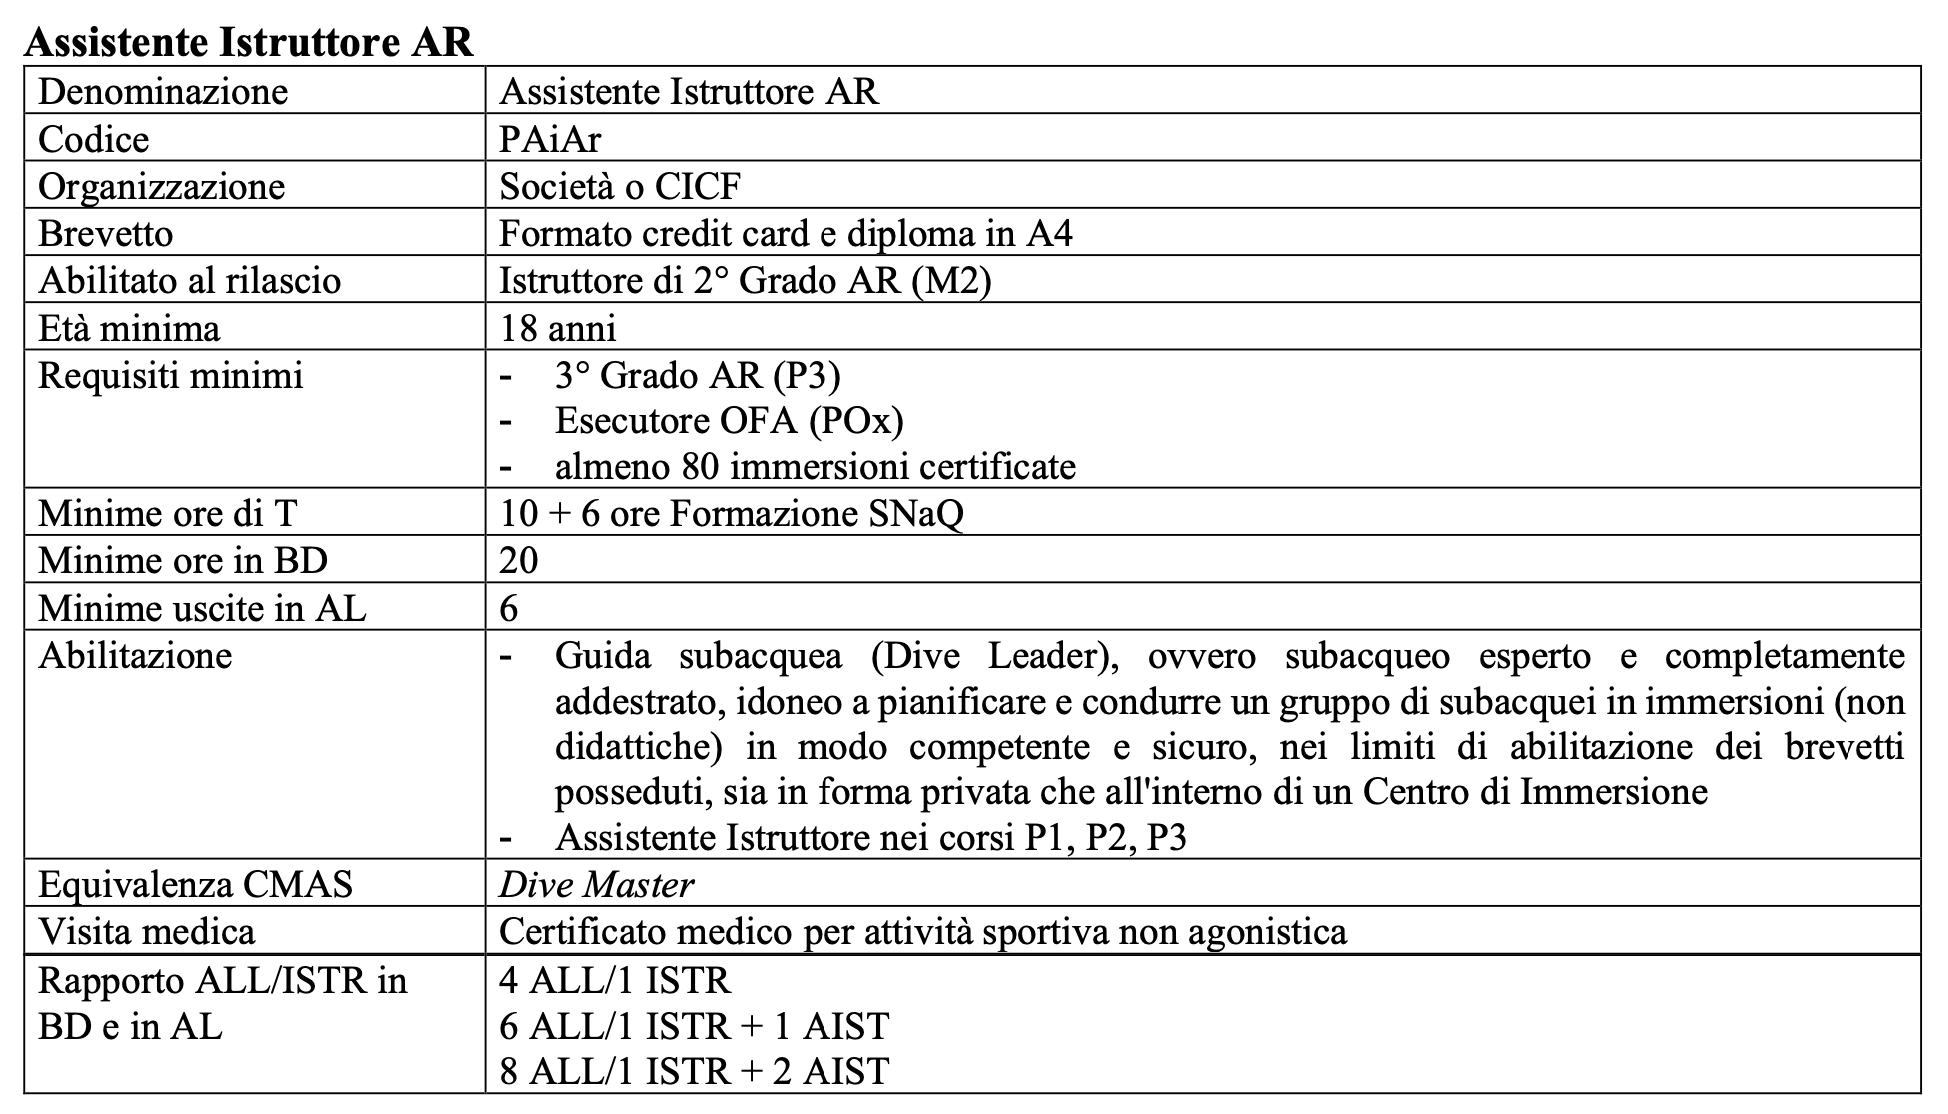 Assistente Istruttore AR
Denominazione Assistente Istruttore AR
Codice PAiAr
Organizzazione Società o CICF
Brevetto Formato credit card e diploma in A4
Abilitato al rilascio Istruttore di 2° Grado AR (M2)
Età minima 18 anni
Requisiti minimi - 3° Grado AR (P3)
- Esecutore OFA (POx)
- almeno 80 immersioni certificate
Minime ore di T 10 + 6 ore Formazione SNaQ
Minime ore in BD 20
Minime uscite in AL 6
Abilitazione - Guida subacquea (Dive Leader), ovvero subacqueo esperto e completamente
addestrato, idoneo a pianificare e condurre un gruppo di subacquei in immersioni (non
didattiche) in modo competente e sicuro, nei limiti di abilitazione dei brevetti
posseduti, sia in forma privata che all'interno di un Centro di Immersione
- Assistente Istruttore nei corsi P1, P2, P3
Equivalenza CMAS Dive Master
Visita medica Certificato medico per attività sportiva non agonistica
Rapporto ALL/ISTR in 4 ALL/1 ISTR
BD e in AL 6 ALL/1 ISTR + 1 AIST
8 ALL/1 ISTR + 2 AIST